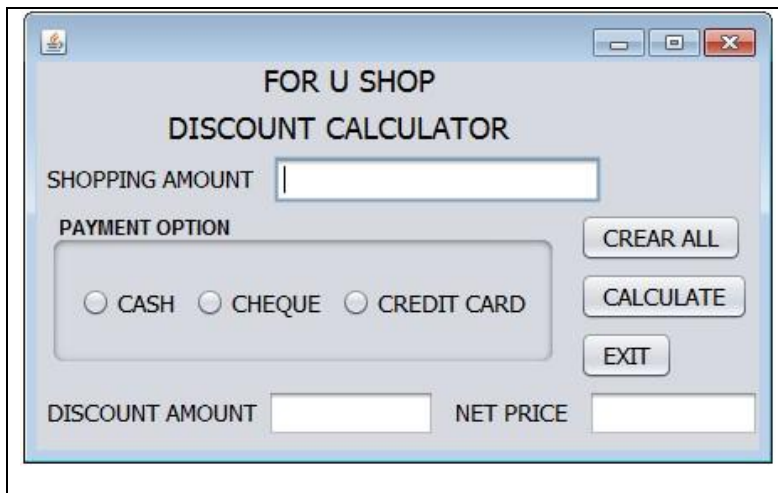 FOR U SHOP
DISCOUNT CALCULATOR
SHOPPING AMOUNT
PAYMENT OPTION
CREAR ALL
CASH CHEQUE CREDIT CARD
CALCULATE
EXIT
DISCOUNT AMOUNT NET PRICE